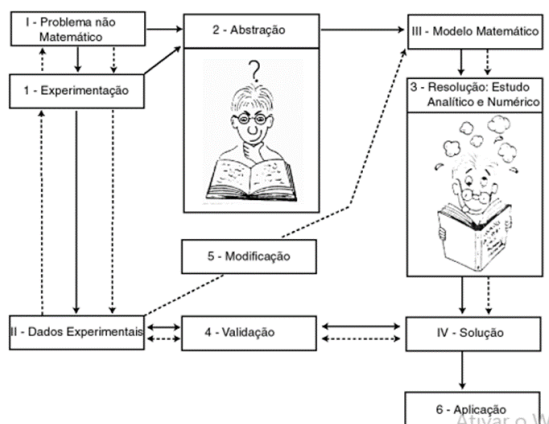 I - Problema não
Matemático
2 - Abstração
III - Modelo Matemático
1 - Experimentação
3 - Resolução: Estudo
Analítico e Numérico
?
5 - Modificação
II - Dados Experimentais
4 - Validação
IV - Solução
6 - Aplicação
Ativar o W